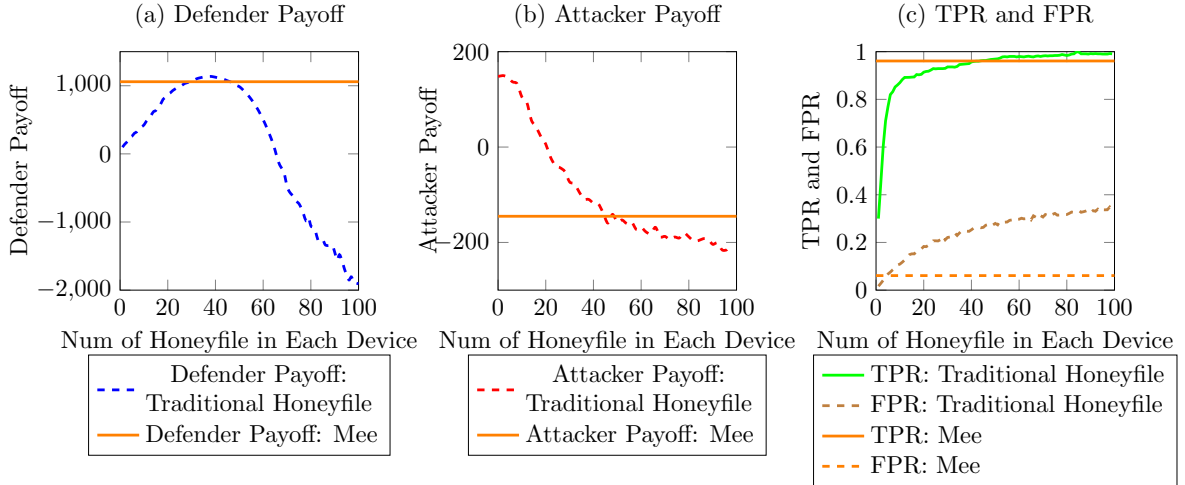 (a) Defender Payoff
1,000
0
−1,000
−2,000
0 20 40 60 80 100
Defender Payoff
Num of Honeyfile in Each Device
Defender Payoff:
Traditional Honeyfile
Defender Payoff: Mee
(b) Attacker Payoff
200
0
−200
0 20 40 60 80 100
Attacker Payoff
Num of Honeyfile in Each Device
Attacker Payoff:
Traditional Honeyfile
Attacker Payoff: Mee
(c) TPR and FPR
1
0.8
0.6
0.4
0.2
0
0 20 40 60 80 100
TPR and FPR
Num of Honeyfile in Each Device
TPR: Traditional Honeyfile
FPR: Traditional Honeyfile
TPR: Mee
FPR: Mee